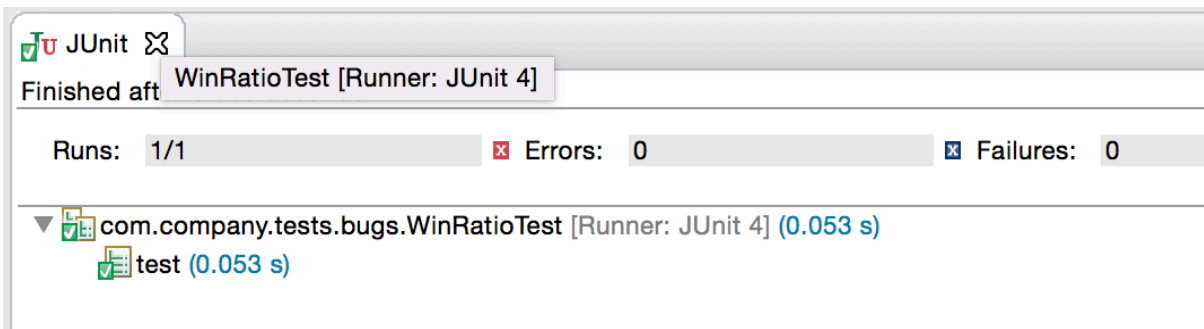 JU JUnit
WinRatioTest [Runner: JUnit 4]
Finished aft
Runs: 1/1 x Errors: 0 x Failures: 0
com.company.tests.bugs.WinRatioTest [Runner: JUnit 4] (0.053 s)
test (0.053 s)